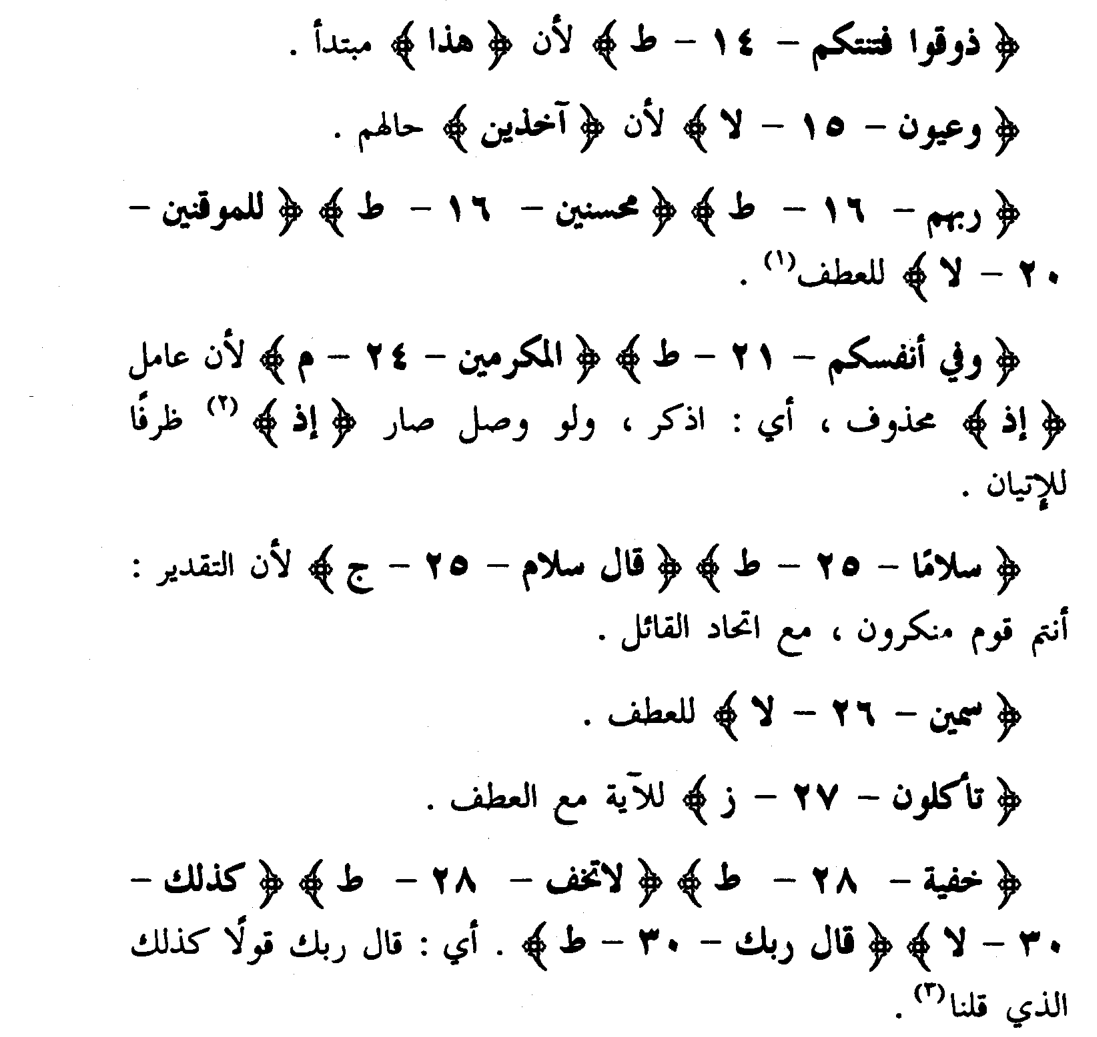 ﴿ ذوقوا فتنتكم – ١٤ – ط ﴾ لأن ﴿ هذا ﴾ مبتدأ .
﴿ وعيون – ١٥ – لا ﴾ لأن ﴿ آخذين ﴾ حالهم .
﴿ ربهم – ١٦ – ط ﴾ ﴿ محسنين – ١٦ – ط ﴾ ﴿ للموقنين –
٢٠ – لا ﴾ للعطف(١) .
﴿ وفي أنفسكم – ٢١ – ط ﴾ ﴿ المكرمين – ٢٤ – م ﴾ لأن عامل
﴿ إذ ﴾ محذوف ، أي : اذكر ، ولو وصل صار ﴿ إذ ﴾ (٢) ظرفًا
للإتيان .
﴿ سلامًا – ٢٥ – ط ﴾ ﴿ قال سلام – ٢٥ – ج ﴾ لأن التقدير :
أنتم قوم منكرون ، مع اتحاد القائل .
﴿ سمين – ٢٦ – لا ﴾ للعطف .
﴿ تأكلون – ٢٧ – ز ﴾ للآية مع العطف .
﴿ خفية – ٢٨ – ط ﴾ ﴿ لاتخف – ٢٨ – ط ﴾ ﴿ كذلك –
٣٠ – لا ﴾ ﴿ قال ربك – ٣٠ – ط ﴾ . أي : قال ربك قولًا كذلك
الذي قلنا(٣) .